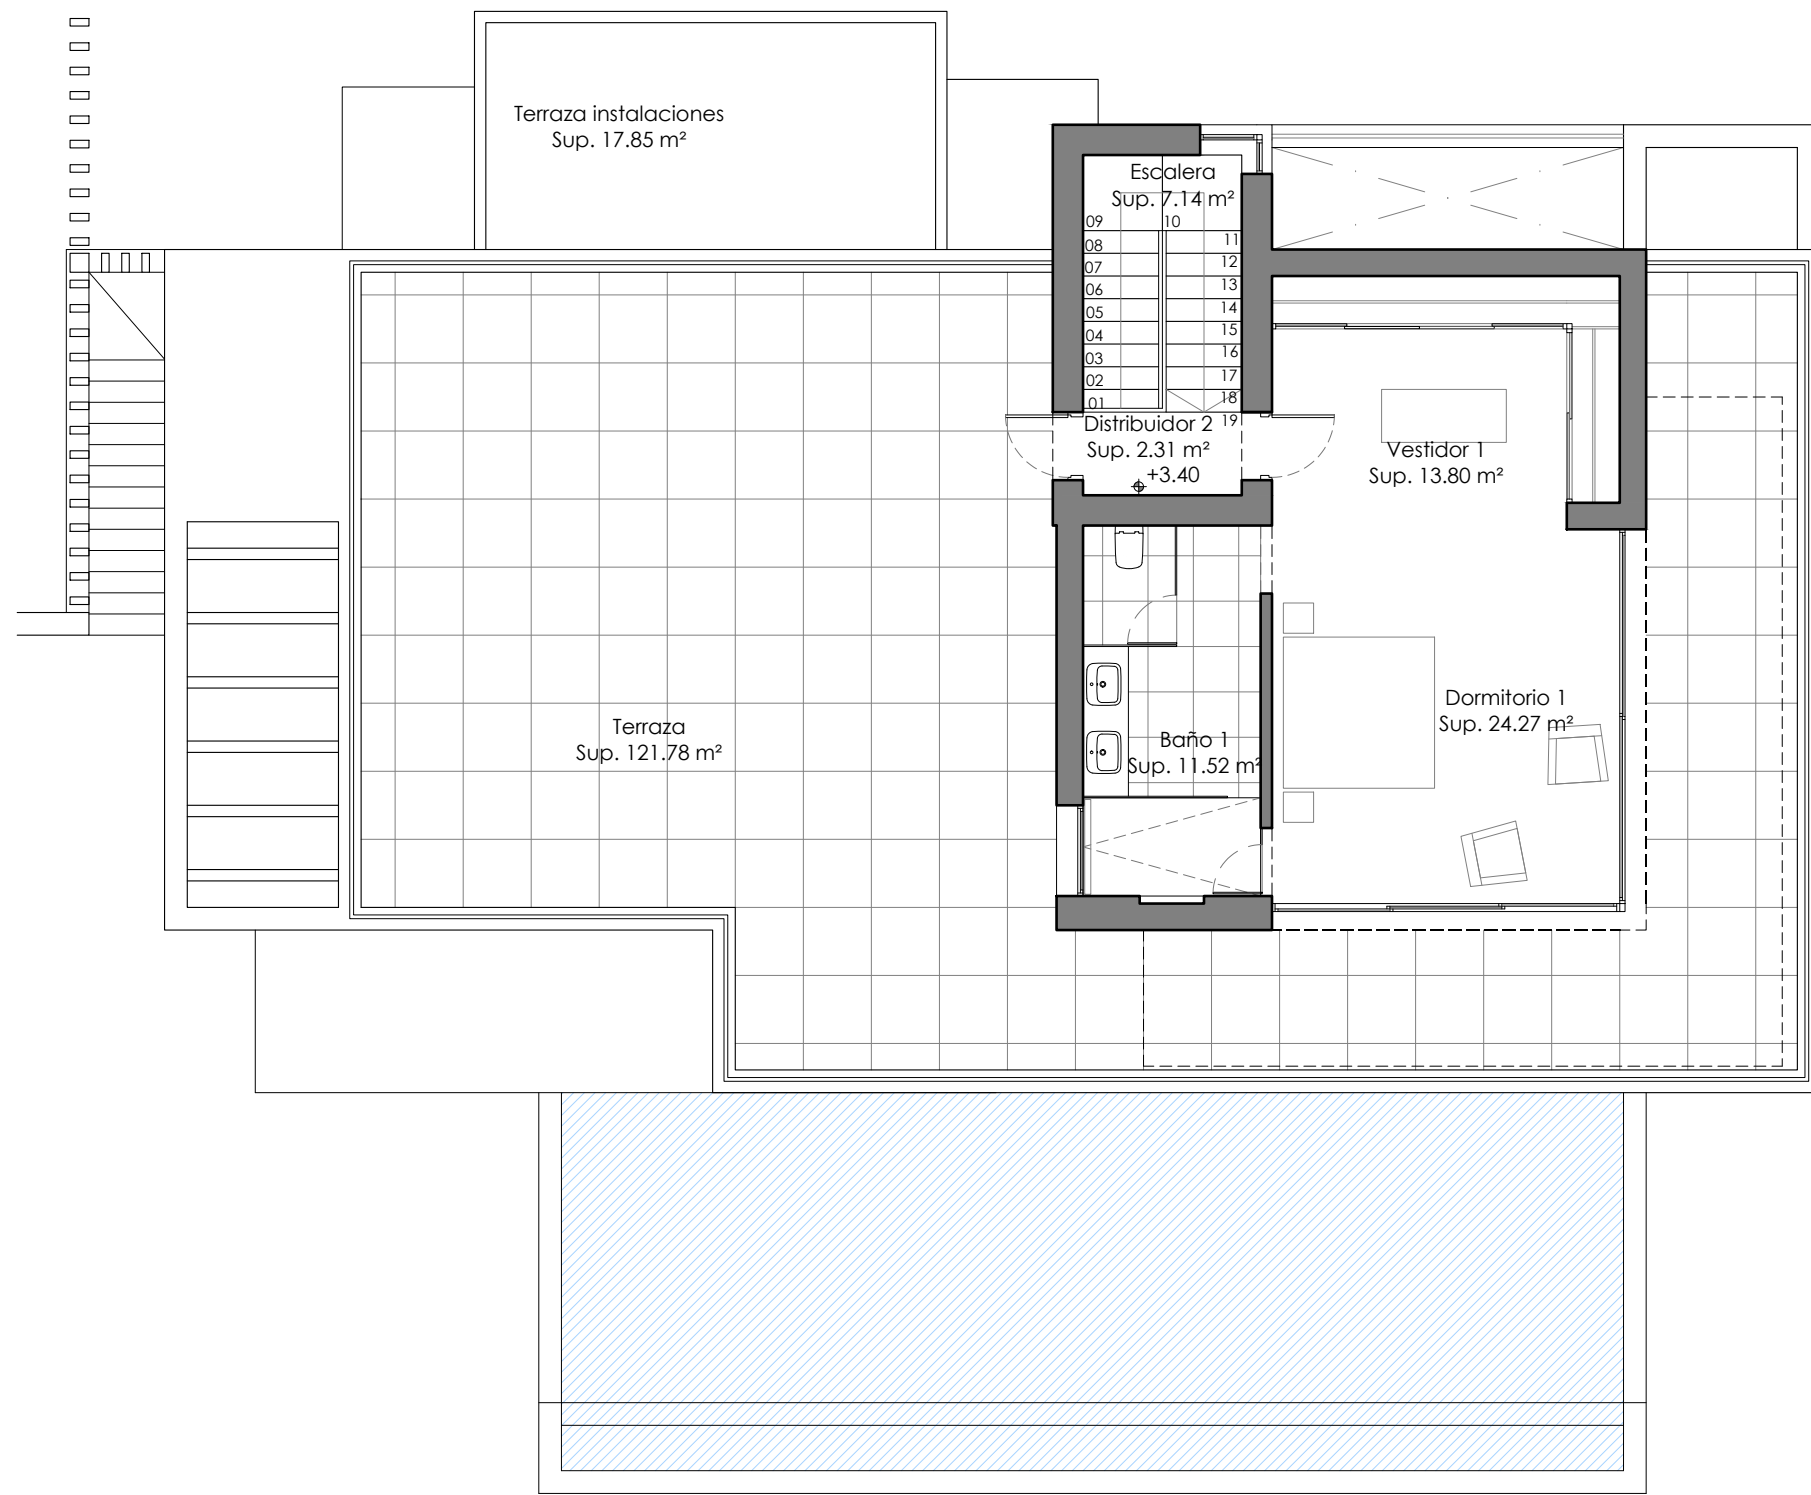 Terraza instalaciones
Sup. 17.85 m²
Escalera
Sup. 7.14 m²
09
10
08
11
07
12
06
13
05
14
04
15
03
16
02
17
01
18
19
Distribuidor 2
Sup. 2.31 m²
+3.40
Vestidor 1
Sup. 13.80 m²
Dormitorio 1
Sup. 24.27 m²
Terraza
Sup. 121.78 m²
Baño 1
Sup. 11.52 m²